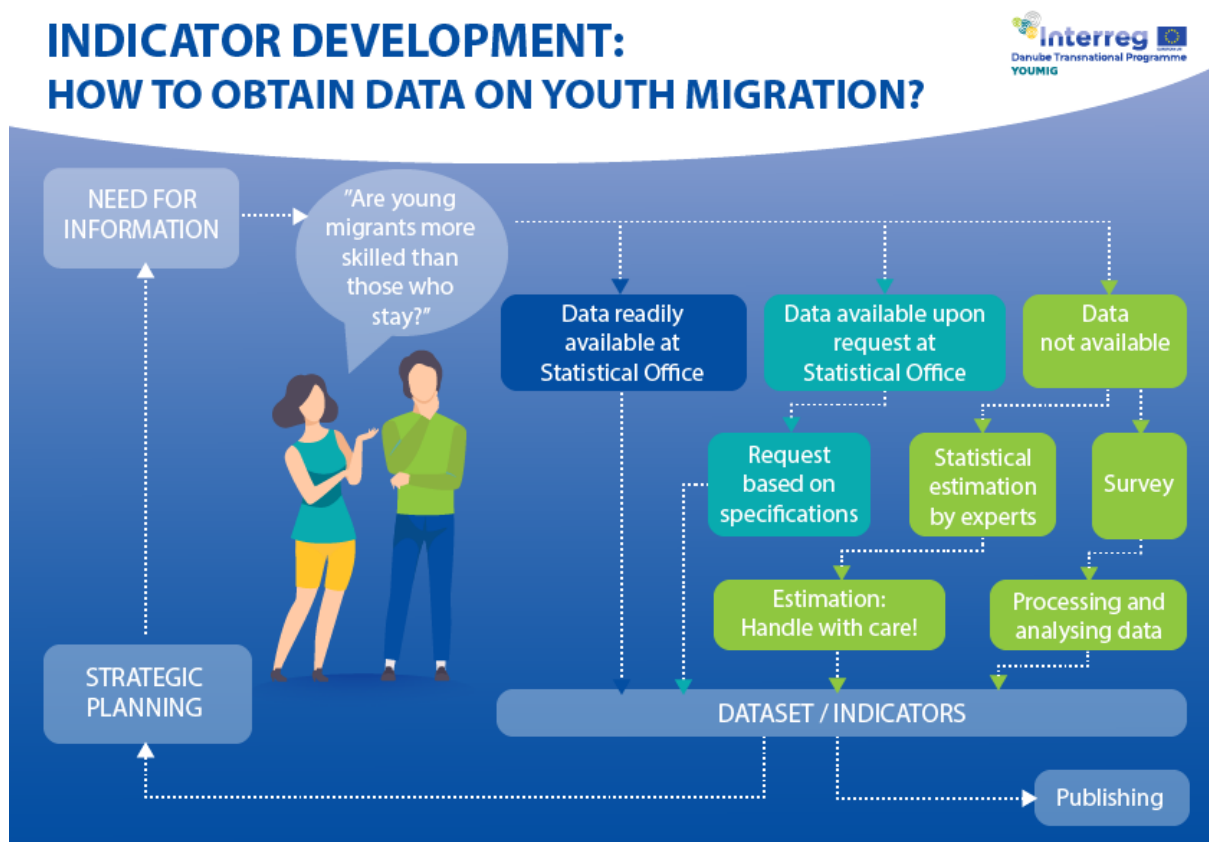 INDICATOR DEVELOPMENT:
HOW TO OBTAIN DATA ON YOUTH MIGRATION?
Interreg
Danube Transnational Programme
YOUMIG
NEED FOR
INFORMATION
"Are young
migrants more
skilled than
those who
stay?"
Data readily
available at
Statistical Office
Data available upon
request at
Statistical Office
Data
not available
Request
based on
specifications
Statistical
estimation
by experts
Survey
Estimation:
Handle with care!
Processing and
analysing data
STRATEGIC
PLANNING
DATASET / INDICATORS
Publishing